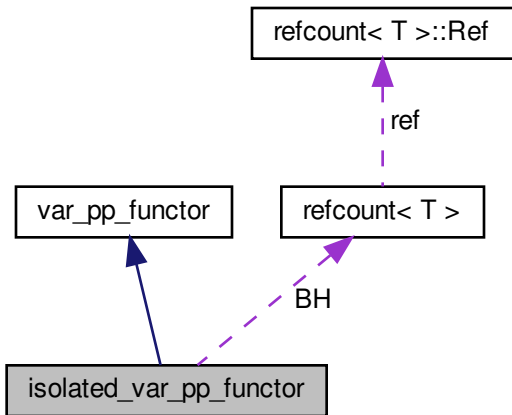 refcount< T >::Ref
ref
var_pp_functor
refcount< T >
BH
isolated_var_pp_functor